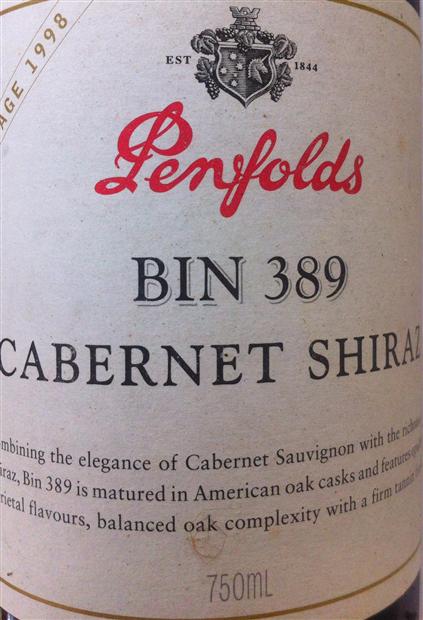 AGE 1998
EST 1844
Penfolds
BIN 389
CABERNET SHIRAZ
mbining the elegance of Cabernet Sauvignon with the
iraz, Bin 389 is matured in American oak casks and features
rietal flavours, balanced oak complexity with a firm tannin
750mL